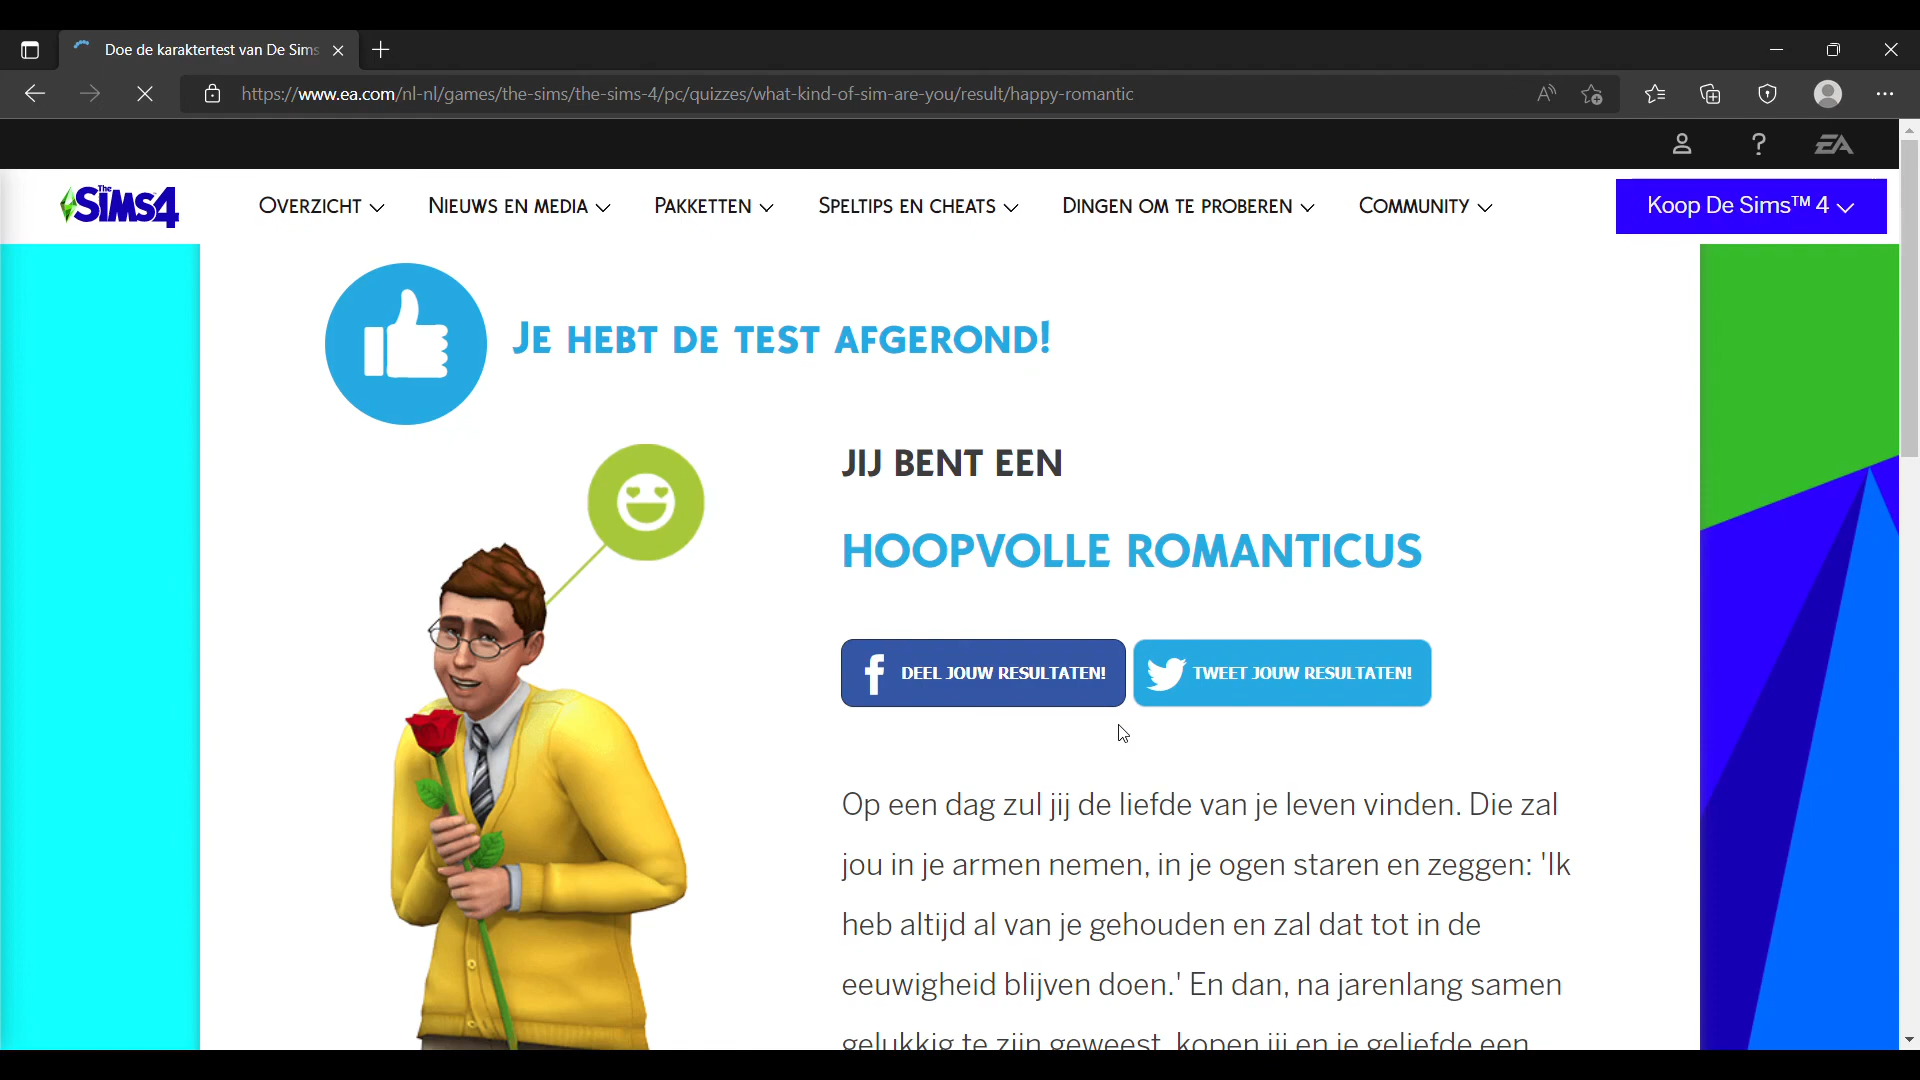 Doe de karaktertest van De Sims
https://www.ea.com/nl-nl/games/the-sims/the-sims-4/pc/quizzes/what-kind-of-sim-are-you/result/happy-romantic
EA
The SIMS4
OVERZICHT
NIEUWS EN MEDIA
PAKKETTEN
SPELTIPS EN CHEATS
DINGEN OM TE PROBEREN
COMMUNITY
Koop De Sims™ 4
JE HEBT DE TEST AFGEROND!
JIJ BENT EEN
HOOPVOLLE ROMANTICUS
DEEL JOUW RESULTATEN!
TWEET JOUW RESULTATEN!
Op een dag zul jij de liefde van je leven vinden. Die zal
jou in je armen nemen, in je ogen staren en zeggen: 'Ik
heb altijd al van je gehouden en zal dat tot in de
eeuwigheid blijven doen.' En dan, na jarenlang samen
gelukkig te zijn geweest, kopen jij en je geliefde een